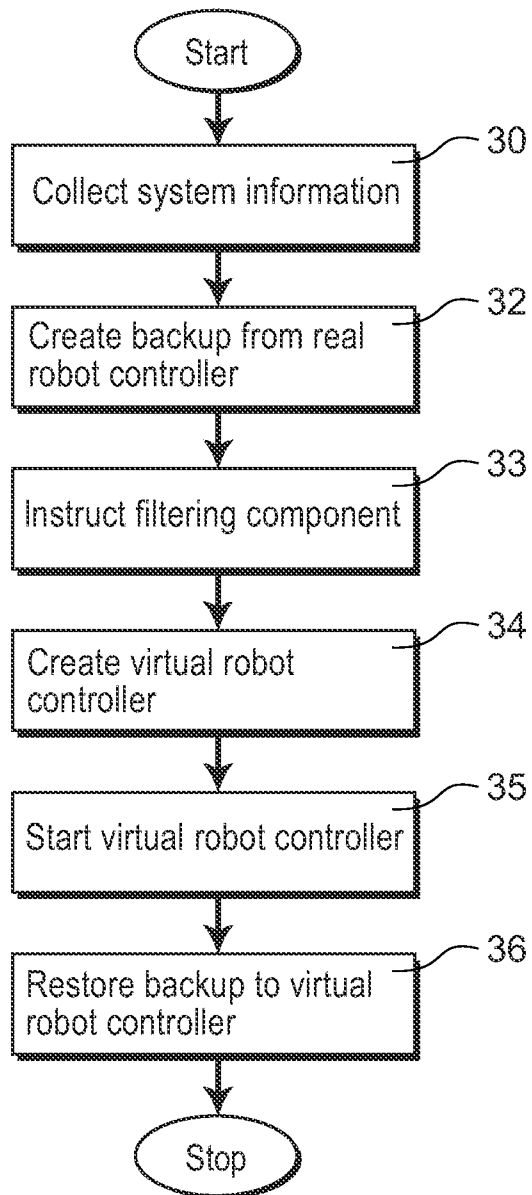 Start
30
Collect system information
32
Create backup from real
robot controller
33
Instruct filtering component
34
Create virtual robot
controller
35
Start virtual robot controller
36
Restore backup to virtual
robot controller
Stop